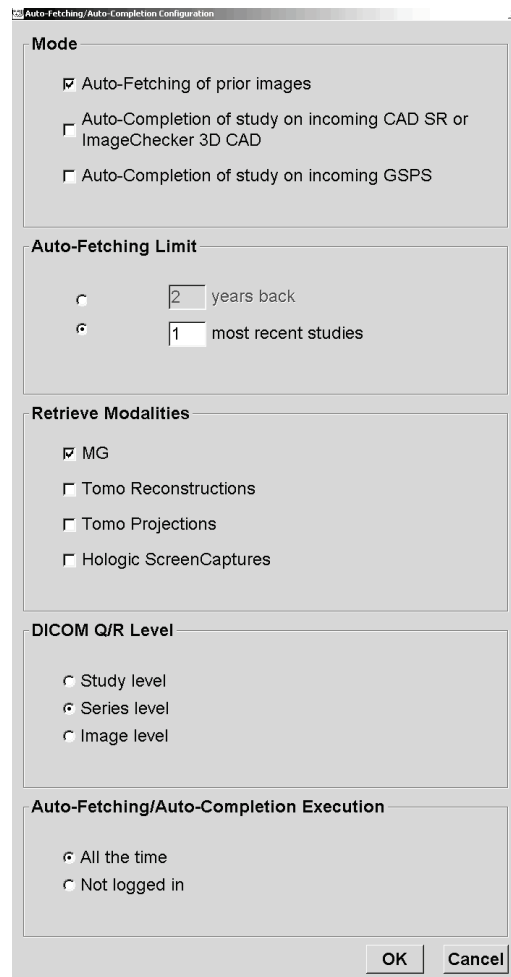 Auto-Fetching/Auto-Completion Configuration
Mode
Auto-Fetching of prior images
Auto-Completion of study on incoming CAD SR or
ImageChecker 3D CAD
Auto-Completion of study on incoming GSPS
Auto-Fetching Limit
2 years back
1 most recent studies
Retrieve Modalities
MG
Tomo Reconstructions
Tomo Projections
Hologic ScreenCaptures
DICOM Q/R Level
Study level
Series level
Image level
Auto-Fetching/Auto-Completion Execution
All the time
Not logged in
OK Cancel